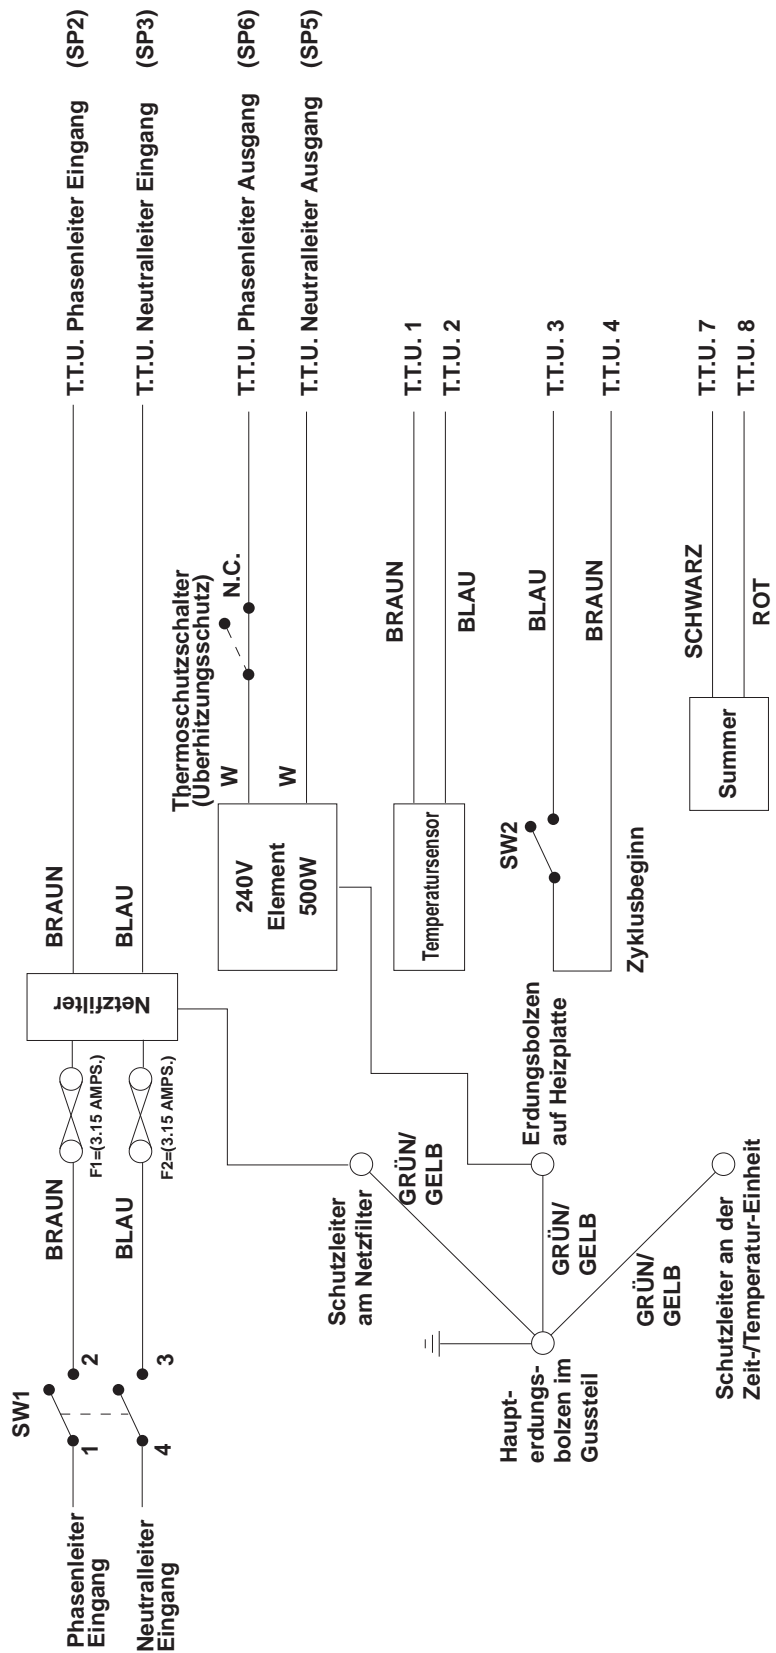 Phasenleiter
Eingang
Neutralleiter
Eingang
SW1
1
2
4
3
BRAUN
BLAU
F1=(3.15 AMPS.)
F2=(3.15 AMPS.)
Netzfilter
BRAUN
BLAU
T.T.U. Phasenleiter Eingang (SP2)
T.T.U. Neutralleiter Eingang (SP3)
Thermoschutzschalter
(Überhitzungsschutz)
240V
Element
500W
W
W
N.C.
T.T.U. Phasenleiter Ausgang (SP6)
T.T.U. Neutralleiter Ausgang (SP5)
Schutzleiter
am Netzfilter
GRÜN/
GELB
Temperatursensor
BRAUN
BLAU
T.T.U. 1
T.T.U. 2
Haupt-
erdungs-
bolzen im
Gussteil
GRÜN/
GELB
Erdungsbolzen
auf Heizplatte
SW2
Zyklusbeginn
BLAU
BRAUN
T.T.U. 3
T.T.U. 4
GRÜN/
GELB
Schutzleiter an der
Zeit-/Temperatur-Einheit
Summer
SCHWARZ
ROT
T.T.U. 7
T.T.U. 8